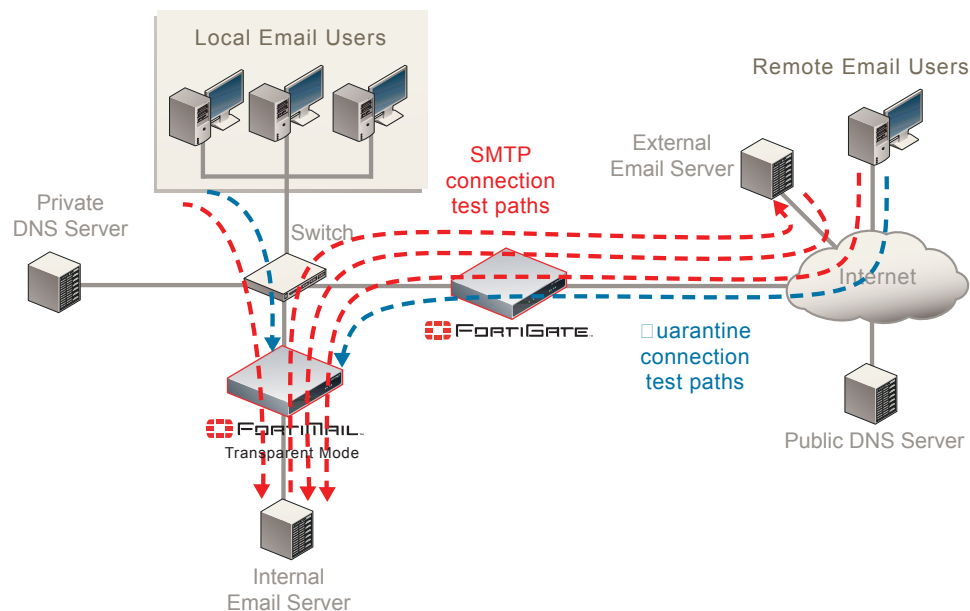 Local Email Users
Remote Email Users
External
Email Server
SMTP
connection
test paths
Private
DNS Server
Switch
Internet
FORTIGATE
□uarantine
connection
test paths
FORTIMAIL
Transparent Mode
Public DNS Server
Internal
Email Server